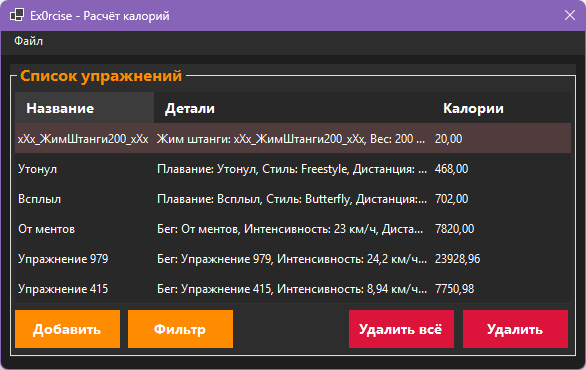 Ex0rcise - Расчёт калорий
Файл
Список упражнений
Название Детали Калории
xXx_ЖимШтанги200_xXx Жим штанги: xXx_ЖимШтанги200_xXx, Вес: 200 ... 20,00
Утонул Плавание: Утонул, Стиль: Freestyle, Дистанция: ... 468,00
Всплыл Плавание: Всплыл, Стиль: Butterfly, Дистанция:... 702,00
От ментов Бег: От ментов, Интенсивность: 23 км/ч, Диста... 7820,00
Упражнение 979 Бег: Упражнение 979, Интенсивность: 24,2 км/ч... 23928,96
Упражнение 415 Бег: Упражнение 415, Интенсивность: 8,94 км/ч... 7750,98
Добавить Фильтр Удалить всё Удалить